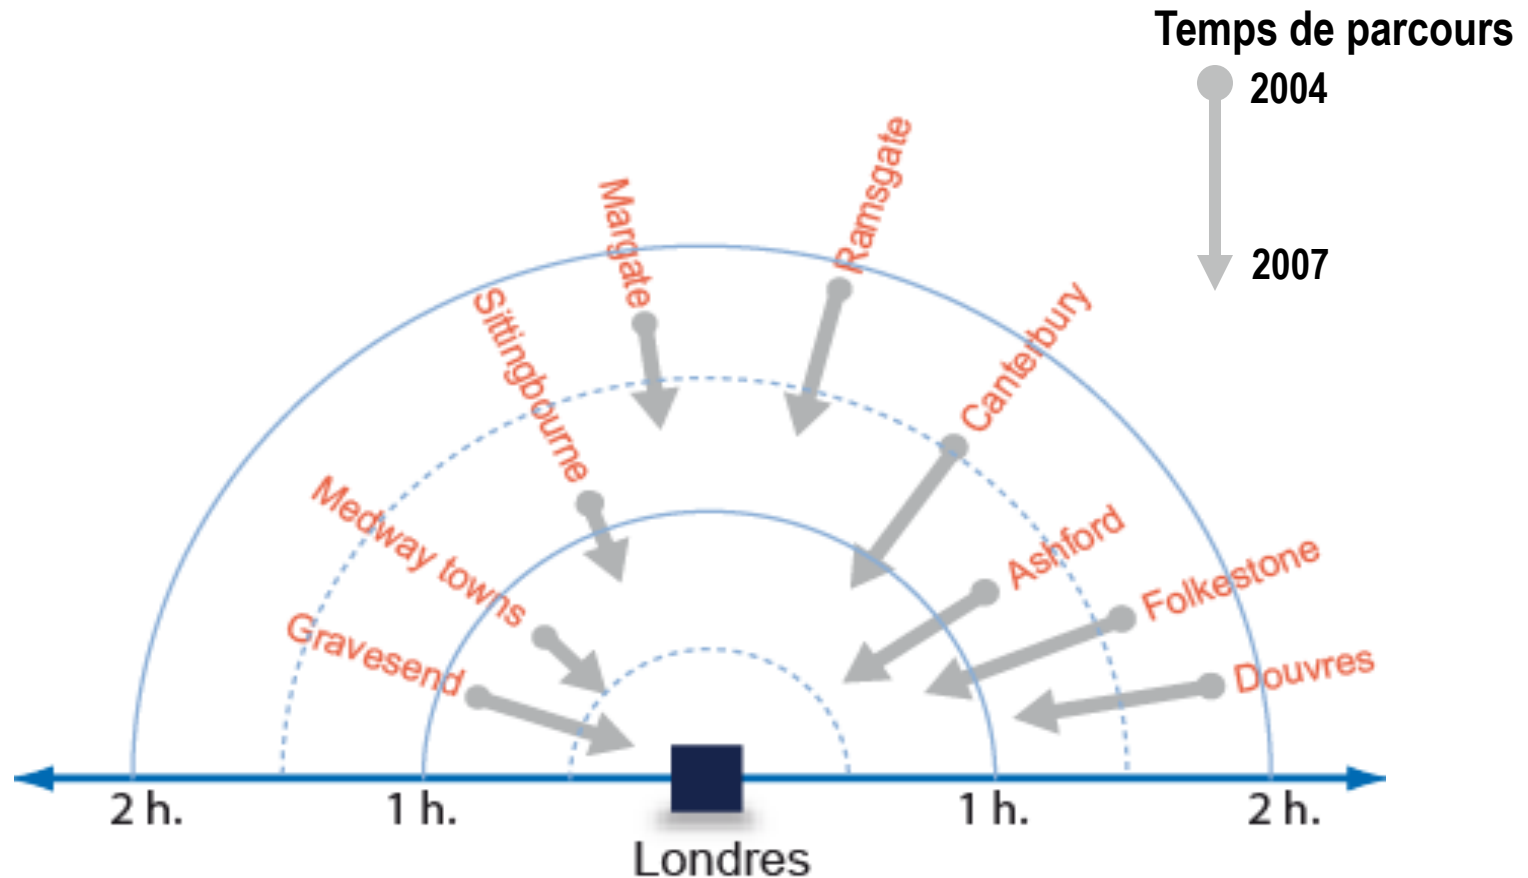 Temps de parcours
2004
2007
Ramsgate
Margate
Sittingbourne
Canterbury
Medway towns
Ashford
Folkestone
Gravesend
Douvres
2 h.
1 h.
1 h.
2 h.
Londres